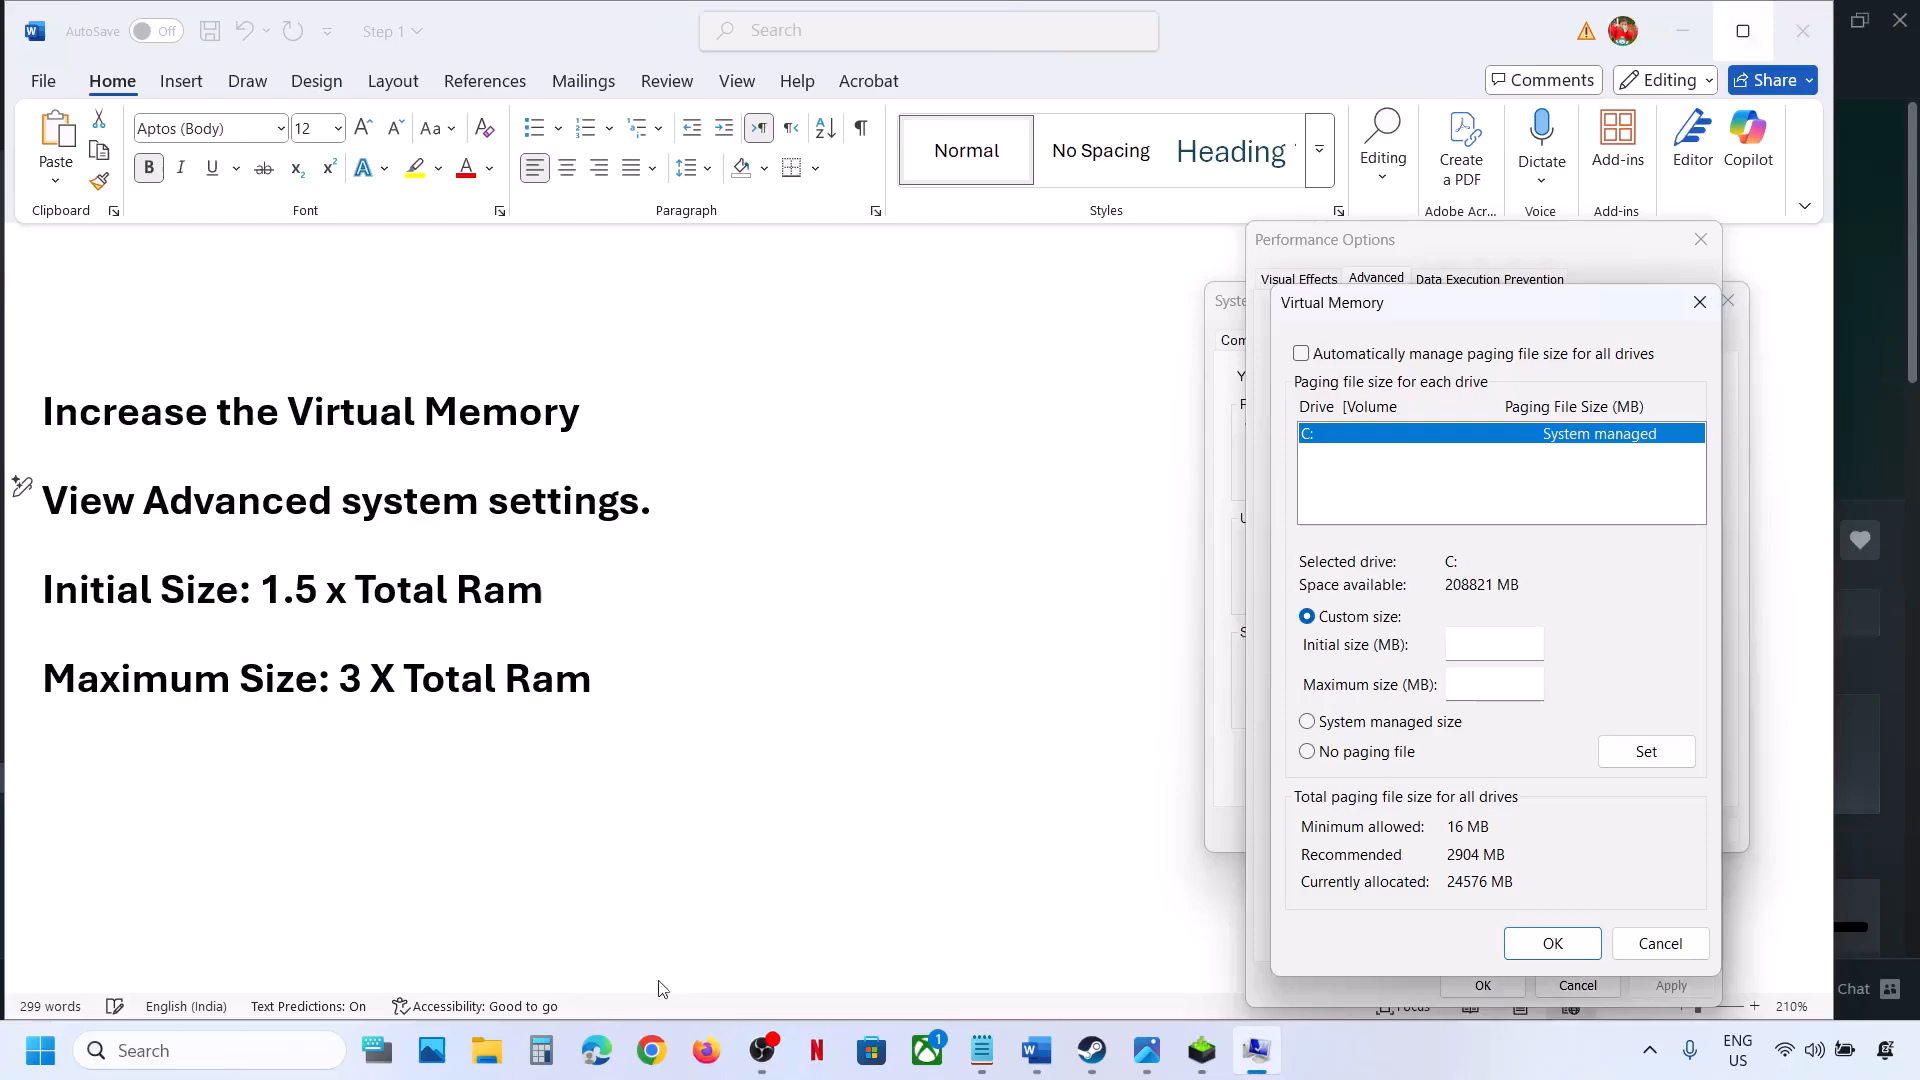 AutoSave Off Step 1 Search
File Home Insert Draw Design Layout References Mailings Review View Help Acrobat Comments Editing Share
Paste
Clipboard
Aptos (Body) 12
Font
Paragraph
Normal No Spacing Heading
Styles
Editing
Create
a PDF
Adobe Acr...
Dictate
Voice
Add-ins
Add-ins
Editor Copilot
Increase the Virtual Memory
View Advanced system settings.
Initial Size: 1.5 x Total Ram
Maximum Size: 3 X Total Ram
Performance Options
Visual Effects Advanced Data Execution Prevention
Syste
Com
Virtual Memory
Automatically manage paging file size for all drives
Paging file size for each drive
Drive [Volume Paging File Size (MB)
C: System managed
Selected drive: C:
Space available: 208821 MB
Custom size:
Initial size (MB):
Maximum size (MB):
System managed size
No paging file Set
Total paging file size for all drives
Minimum allowed: 16 MB
Recommended 2904 MB
Currently allocated: 24576 MB
OK Cancel
OK Cancel Apply
Chat
299 words English (India) Text Predictions: On Accessibility: Good to go Focus 210%
Search 1 ENG
US